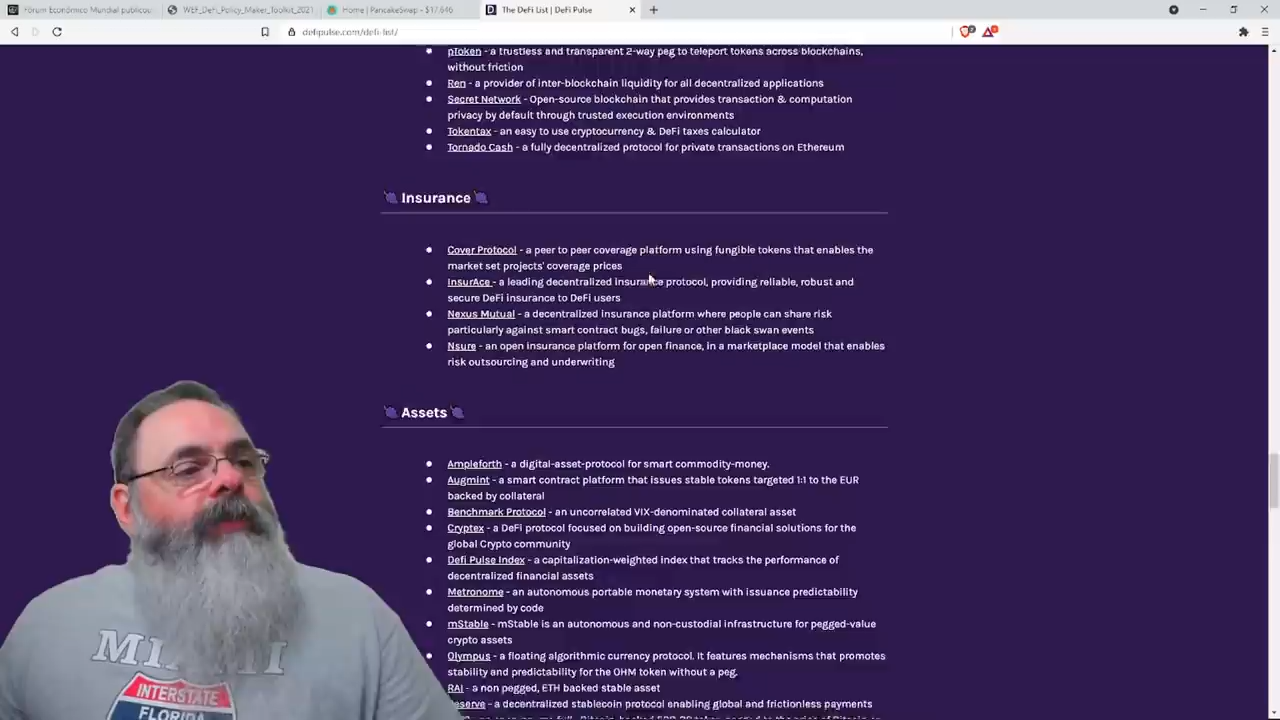 Fórum Econômico Mundial publicou
WEF_DeFi_Policy_Maker_Toolkit_2021
Home | PancakeSwap - $17.646
The DeFi List | DeFi Pulse
defipulse.com/defi-list/
pToken - a trustless and transparent 2-way peg to teleport tokens across blockchains,
without friction
Ren - a provider of inter-blockchain liquidity for all decentralized applications
Secret Network - Open-source blockchain that provides transaction & computation
privacy by default through trusted execution environments
Tokentax - an easy to use cryptocurrency & DeFi taxes calculator
Tornado Cash - a fully decentralized protocol for private transactions on Ethereum
Insurance
Cover Protocol - a peer to peer coverage platform using fungible tokens that enables the
market set projects' coverage prices
InsurAce - a leading decentralized insurance protocol, providing reliable, robust and
secure DeFi insurance to DeFi users
Nexus Mutual - a decentralized insurance platform where people can share risk
particularly against smart contract bugs, failure or other black swan events
Nsure - an open insurance platform for open finance, in a marketplace model that enables
risk outsourcing and underwriting
Assets
Ampleforth - a digital-asset-protocol for smart commodity-money.
Augmint - a smart contract platform that issues stable tokens targeted 1:1 to the EUR
backed by collateral
Benchmark Protocol - an uncorrelated VIX-denominated collateral asset
Cryptex - a DeFi protocol focused on building open-source financial solutions for the
global Crypto community
Defi Pulse Index - a capitalization-weighted index that tracks the performance of
decentralized financial assets
Metronome - an autonomous portable monetary system with issuance predictability
determined by code
mStable - mStable is an autonomous and non-custodial infrastructure for pegged-value
crypto assets
Olympus - a floating algorithmic currency protocol. It features mechanisms that promotes
stability and predictability for the OHM token without a peg.
RAI - a non pegged, ETH backed stable asset
eserve - a decentralized stablecoin protocol enabling global and frictionless payments
INTERSTATE
FLORIDA